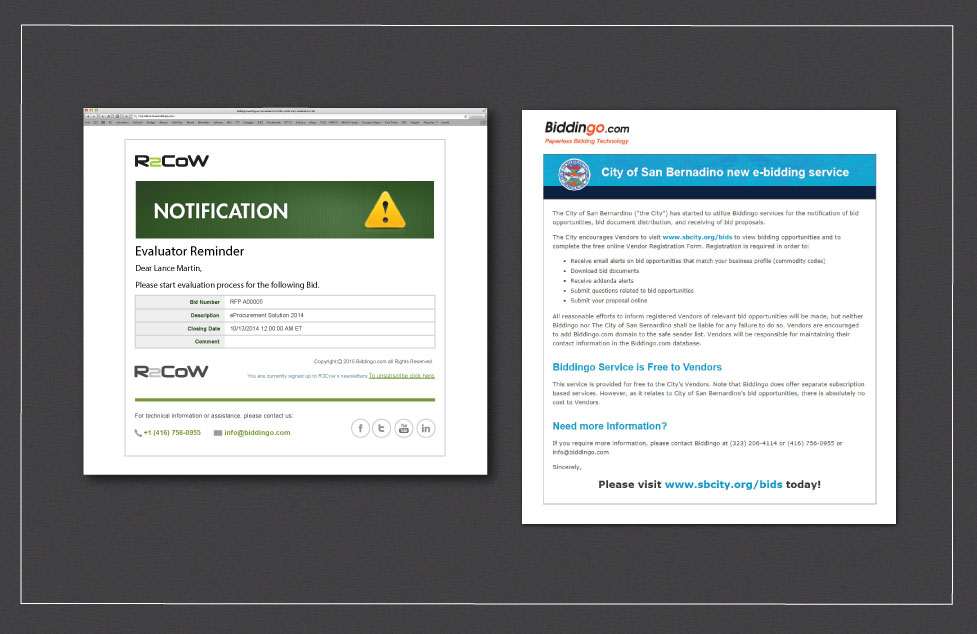 R2CoW
NOTIFICATION
Evaluator Reminder
Dear Lance Martin,
Please start evaluation process for the following Bid.
Bid Number RFP A00005
Description eProcurement Solution 2014
Closing Date 10/13/2014 12:00:00 AM ET
Comment
Copyright © 2015 Biddingo.com all Rights Reserved.
R2CoW
You are currently signed up to R2Cow's newsletters To unsubscribe click here.
For technical information or assistance, please contact us:
+1 (416) 756-0955 info@biddingo.com
f t You Tube in
Biddingo.com
Paperless Bidding Technology
City of San Bernadino new e-bidding service
The City of San Bernardino ("the City") has started to utilize Biddingo services for the notification of bid
opportunities, bid document distribution, and receiving of bid proposals.
The City encourages Vendors to visit www.sbcity.org/bids to view bidding opportunities and to
complete the free online Vendor Registration Form. Registration is required in order to:
• Receive email alerts on bid opportunities that match your business profile (commodity codes)
• Download bid documents
• Receive addenda alerts
• Submit questions related to bid opportunities
• Submit your proposal online
All reasonable efforts to inform registered Vendors of relevant bid opportunities will be made, but neither
Biddingo nor The City of San Bernardino shall be liable for any failure to do so. Vendors are encouraged
to add Biddingo.com domain to the safe sender list. Vendors will be responsible for maintaining their
contact information in the Biddingo.com database.
Biddingo Service is Free to Vendors
This service is provided for free to the City's Vendors. Note that Biddingo does offer separate subscription
based services. However, as it relates to City of San Bernardino's bid opportunities, there is absolutely no
cost to Vendors.
Need more Information?
If you require more information, please contact Biddingo at (323) 206-4114 or (416) 756-0955 or
info@biddingo.com
Sincerely,
Please visit www.sbcity.org/bids today!